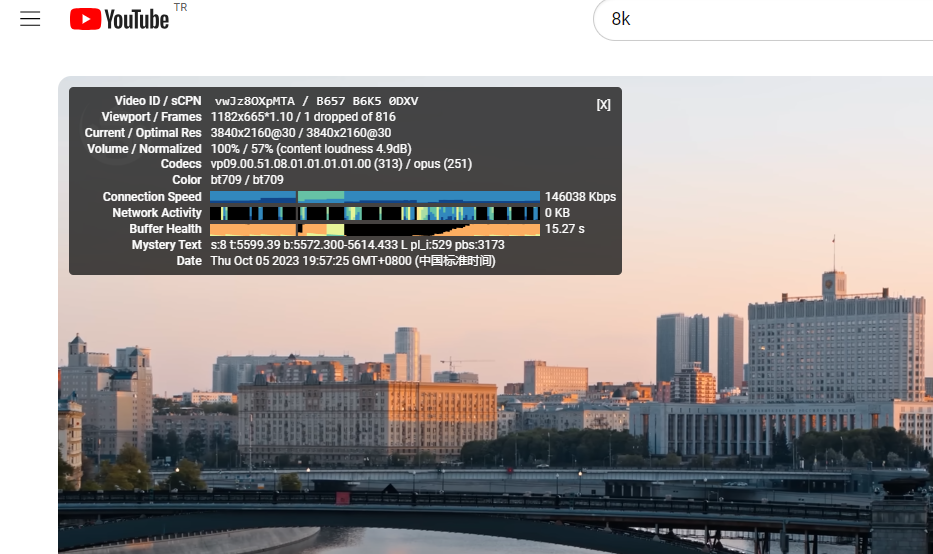 YouTube TR
8k
Video ID / sCPN vwJz8OXpMTA / B657 B6K5 0DXV
[X]
Viewport / Frames 1182x665*1.10 / 1 dropped of 816
Current / Optimal Res 3840x2160@30 / 3840x2160@30
Volume / Normalized 100% / 57% (content loudness 4.9dB)
Codecs vp09.00.51.08.01.01.01.01.00 (313) / opus (251)
Color bt709 / bt709
Connection Speed 146038 Kbps
Network Activity 0 KB
Buffer Health 15.27 s
Mystery Text s:8 t:5599.39 b:5572.300-5614.433 L pl_i:529 pbs:3173
Date Thu Oct 05 2023 19:57:25 GMT+0800 (中国标准时间)